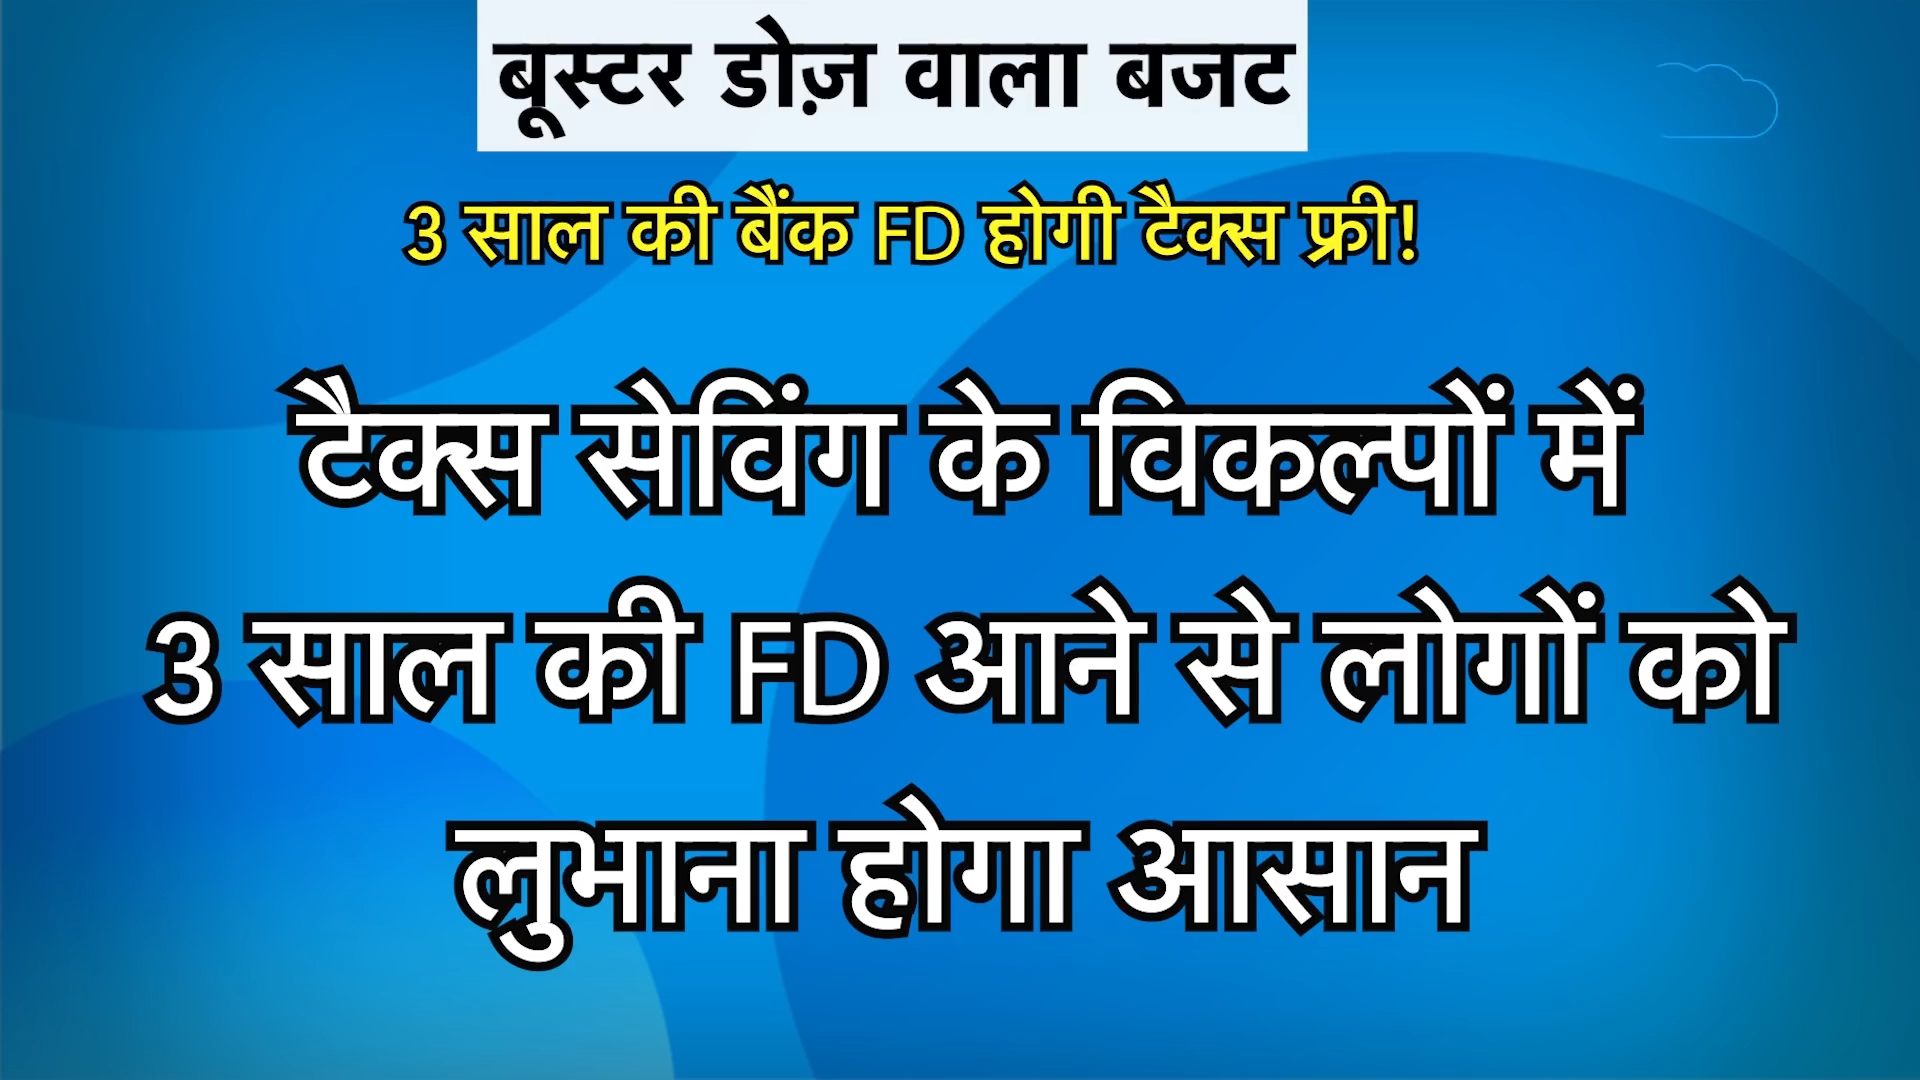 बूस्टर डोज़ वाला बजट
3 साल की बैंक FD होगी टैक्स फ्री!
टैक्स सेविंग के विकल्पों में
3 साल की FD आने से लोगों को
लुभाना होगा आसान